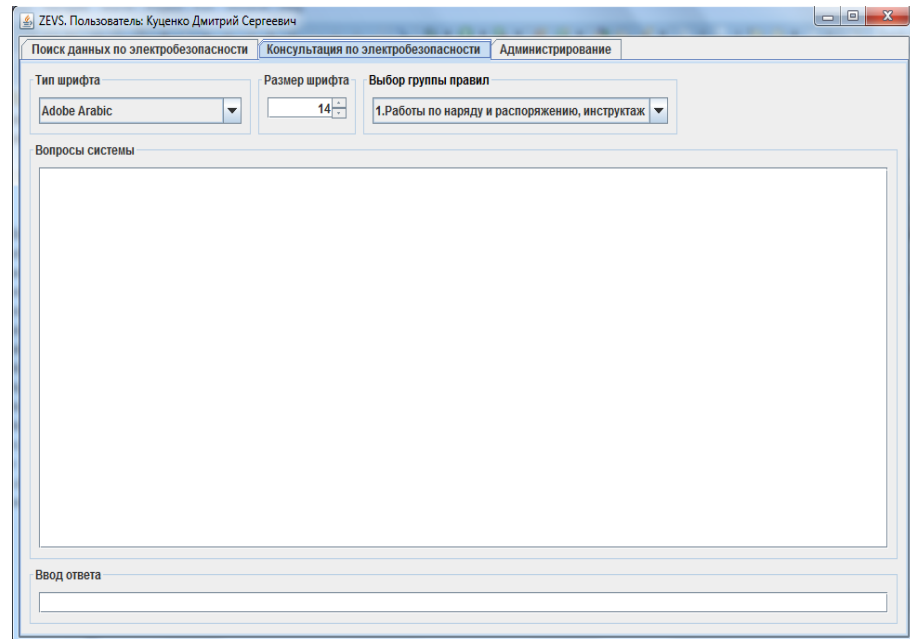 ZEVS. Пользователь: Куценко Дмитрий Сергеевич
Поиск данных по электробезопасности Консультация по электробезопасности Администрирование
Тип шрифта Размер шрифта Выбор группы правил
Adobe Arabic 14 1.Работы по наряду и распоряжению, инструктаж
Вопросы системы
Ввод ответа